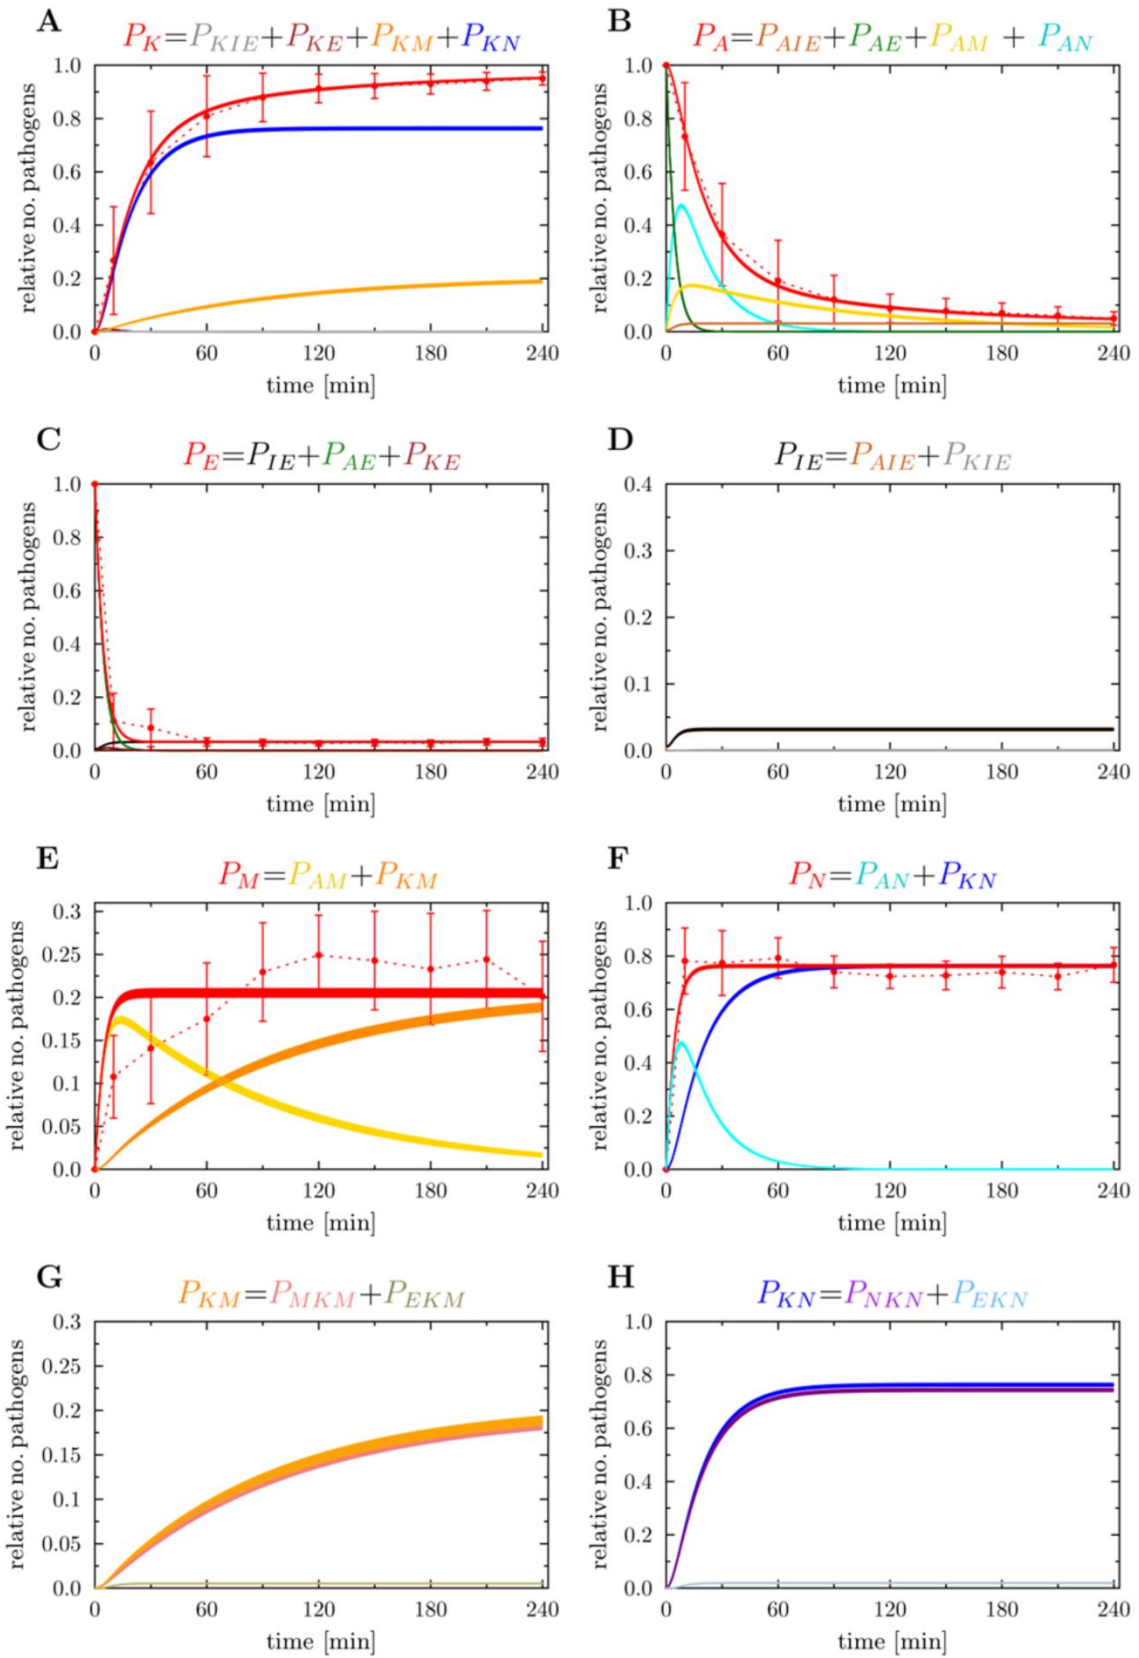 A
P_K=P_KIE+P_KE+P_KM+P_KN
relative no. pathogens
1.0
0.8
0.6
0.4
0.2
0.0
0 60 120 180 240
time [min]
B
P_A=P_AIE+P_AE+P_AM + P_AN
relative no. pathogens
1.0
0.8
0.6
0.4
0.2
0.0
0 60 120 180 240
time [min]
C
P_E=P_IE+P_AE+P_KE
relative no. pathogens
1.0
0.8
0.6
0.4
0.2
0.0
0 60 120 180 240
time [min]
D
P_IE=P_AIE+P_KIE
relative no. pathogens
0.4
0.3
0.2
0.1
0.0
0 60 120 180 240
time [min]
E
P_M=P_AM+P_KM
relative no. pathogens
0.3
0.25
0.2
0.15
0.1
0.05
0.0
0 60 120 180 240
time [min]
F
P_N=P_AN+P_KN
relative no. pathogens
1.0
0.8
0.6
0.4
0.2
0.0
0 60 120 180 240
time [min]
G
P_KM=P_MKM+P_EKM
relative no. pathogens
0.3
0.25
0.2
0.15
0.1
0.05
0.0
0 60 120 180 240
time [min]
H
P_KN=P_NKN+P_EKN
relative no. pathogens
1.0
0.8
0.6
0.4
0.2
0.0
0 60 120 180 240
time [min]